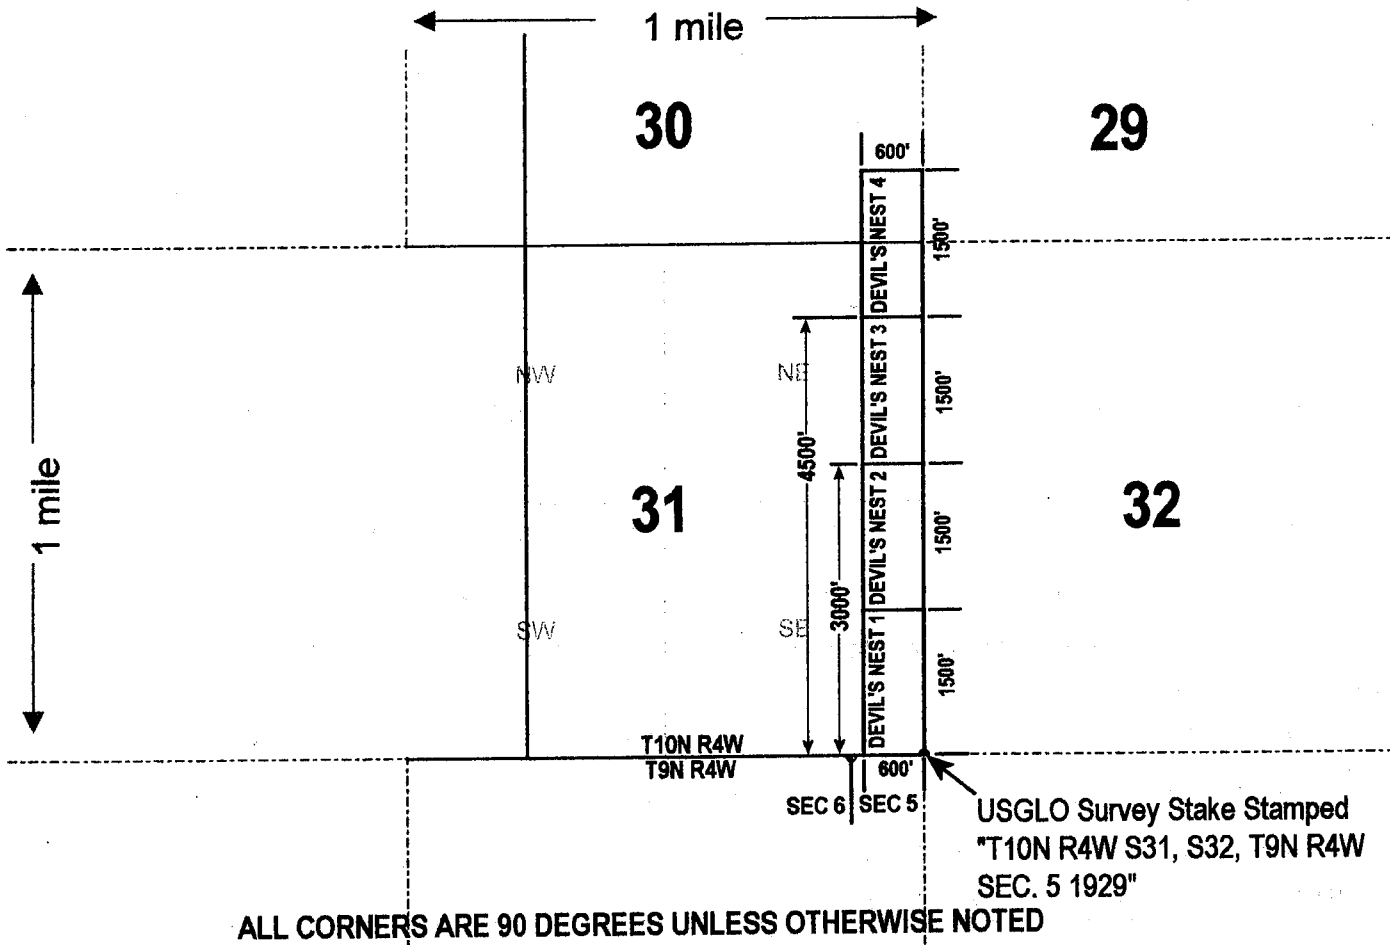 1 mile
30
29
600'
DEVIL'S NEST 4
1500'
NW
NE
DEVIL'S NEST 3
1500'
4500'
1 mile
31
32
DEVIL'S NEST 2
1500'
3000'
SW
SE
DEVIL'S NEST 1
1500'
T10N R4W
T9N R4W
600'
SEC 6
SEC 5
USGLO Survey Stake Stamped
"T10N R4W S31, S32, T9N R4W
SEC. 5 1929"
ALL CORNERS ARE 90 DEGREES UNLESS OTHERWISE NOTED